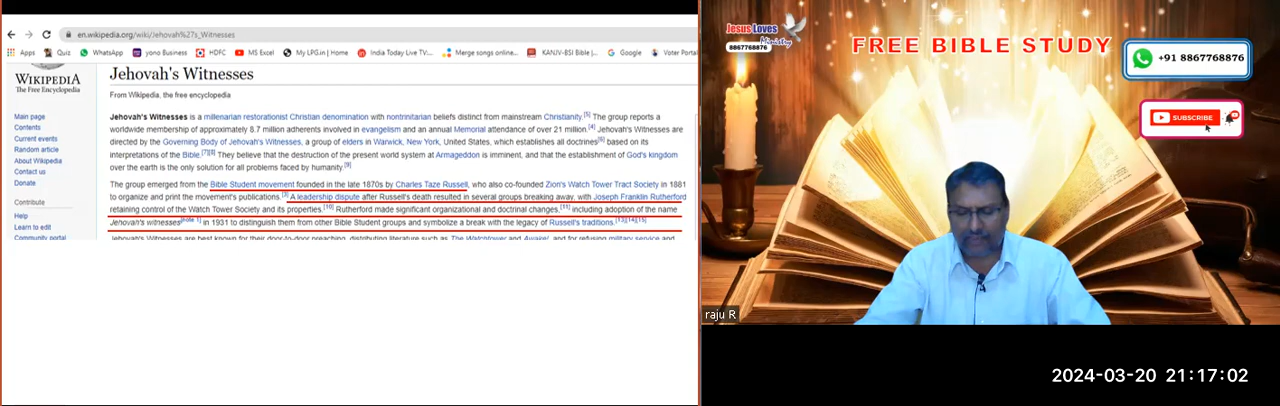 en.wikipedia.org/wiki/Jehovah%27s_Witnesses
Apps Quiz WhatsApp yono Business HDFC MS Excel My LPG.in | Home India Today Live TV:... Merge songs online... KANJV-BSI Bible |... Google Voter Portal
WIKIPEDIA
The Free Encyclopedia
Main page
Contents
Current events
Random article
About Wikipedia
Contact us
Donate
Contribute
Help
Learn to edit
Community portal
Jehovah's Witnesses
From Wikipedia, the free encyclopedia
Jehovah's Witnesses is a millenarian restorationist Christian denomination with nontrinitarian beliefs distinct from mainstream Christianity.[5] The group reports a
worldwide membership of approximately 8.7 million adherents involved in evangelism and an annual Memorial attendance of over 21 million.[4] Jehovah's Witnesses are
directed by the Governing Body of Jehovah's Witnesses, a group of elders in Warwick, New York, United States, which establishes all doctrines[6] based on its
interpretations of the Bible.[7][8] They believe that the destruction of the present world system at Armageddon is imminent, and that the establishment of God's kingdom
over the earth is the only solution for all problems faced by humanity.[9]
The group emerged from the Bible Student movement founded in the late 1870s by Charles Taze Russell, who also co-founded Zion's Watch Tower Tract Society in 1881
to organize and print the movement's publications. A leadership dispute after Russell's death resulted in several groups breaking away, with Joseph Franklin Rutherford
retaining control of the Watch Tower Society and its properties.[10] Rutherford made significant organizational and doctrinal changes,[11] including adoption of the name
Jehovah's witnesses[note 1] in 1931 to distinguish them from other Bible Student groups and symbolize a break with the legacy of Russell's traditions.[13][14][15]
Jehovah's Witnesses are best known for their door-to-door preaching, distributing literature such as The Watchtower and Awake!, and for refusing military service and
Jesus Loves
Ministry
8867768876
FREE BIBLE STUDY
+91 8867768876
SUBSCRIBE
raju R
2024-03-20 21:17:02